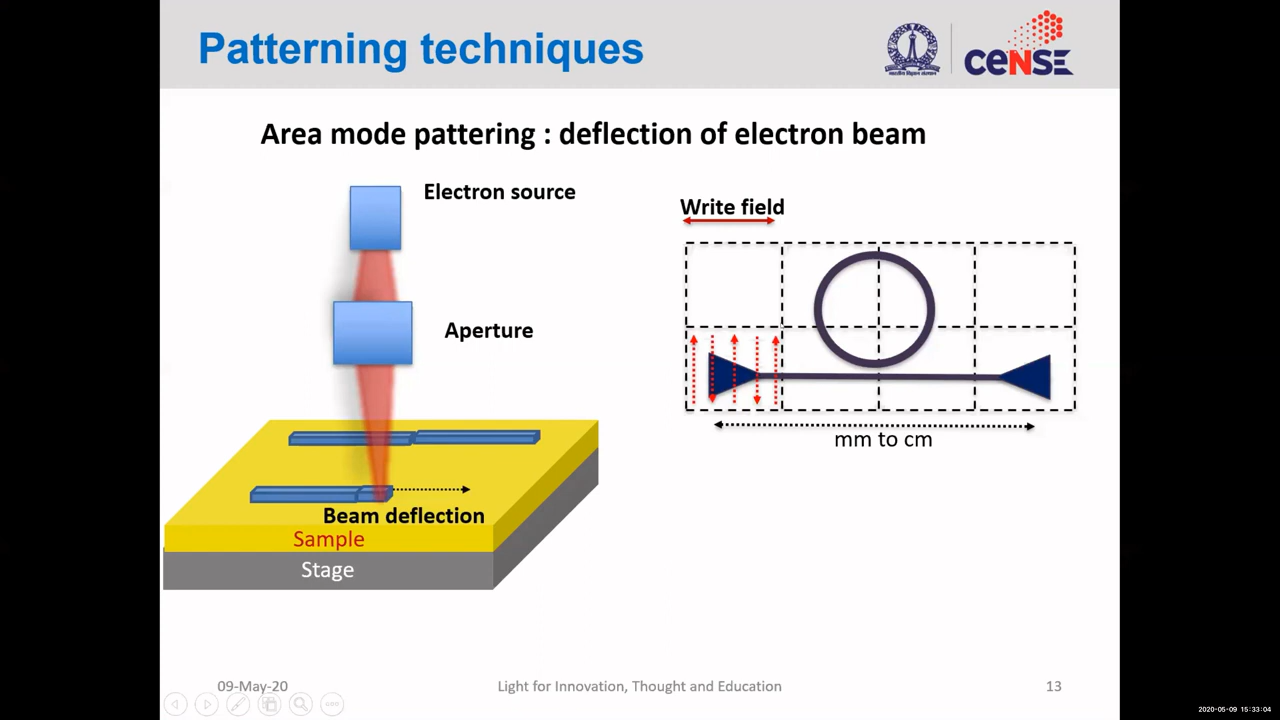 Patterning techniques
ceNSE
Area mode pattering : deflection of electron beam
Electron source
Write field
Aperture
mm to cm
Beam deflection
Sample
Stage
09-May-20
Light for Innovation, Thought and Education
13
2020-05-09 15:33:04